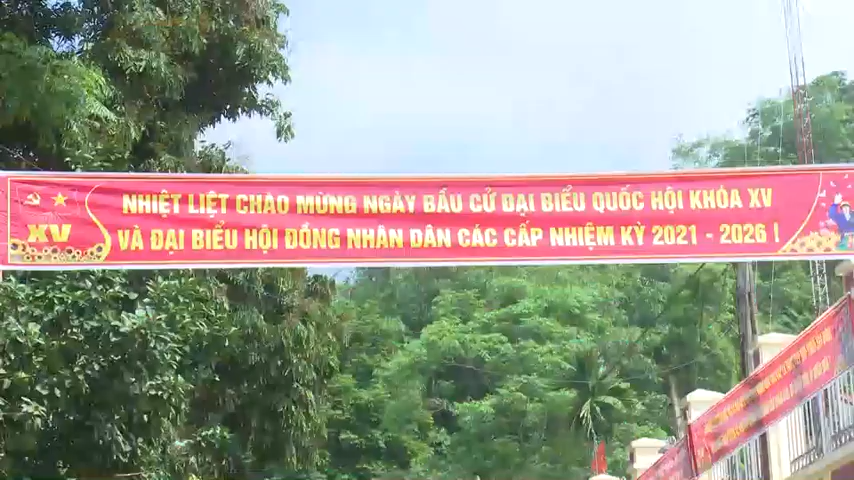 NHIỆT LIỆT CHÀO MỪNG NGÀY BẦU CỬ ĐẠI BIỂU QUỐC HỘI KHÓA XV
XV
VÀ ĐẠI BIỂU HỘI ĐỒNG NHÂN DÂN CÁC CẤP NHIỆM KỲ 2021 - 2026 !